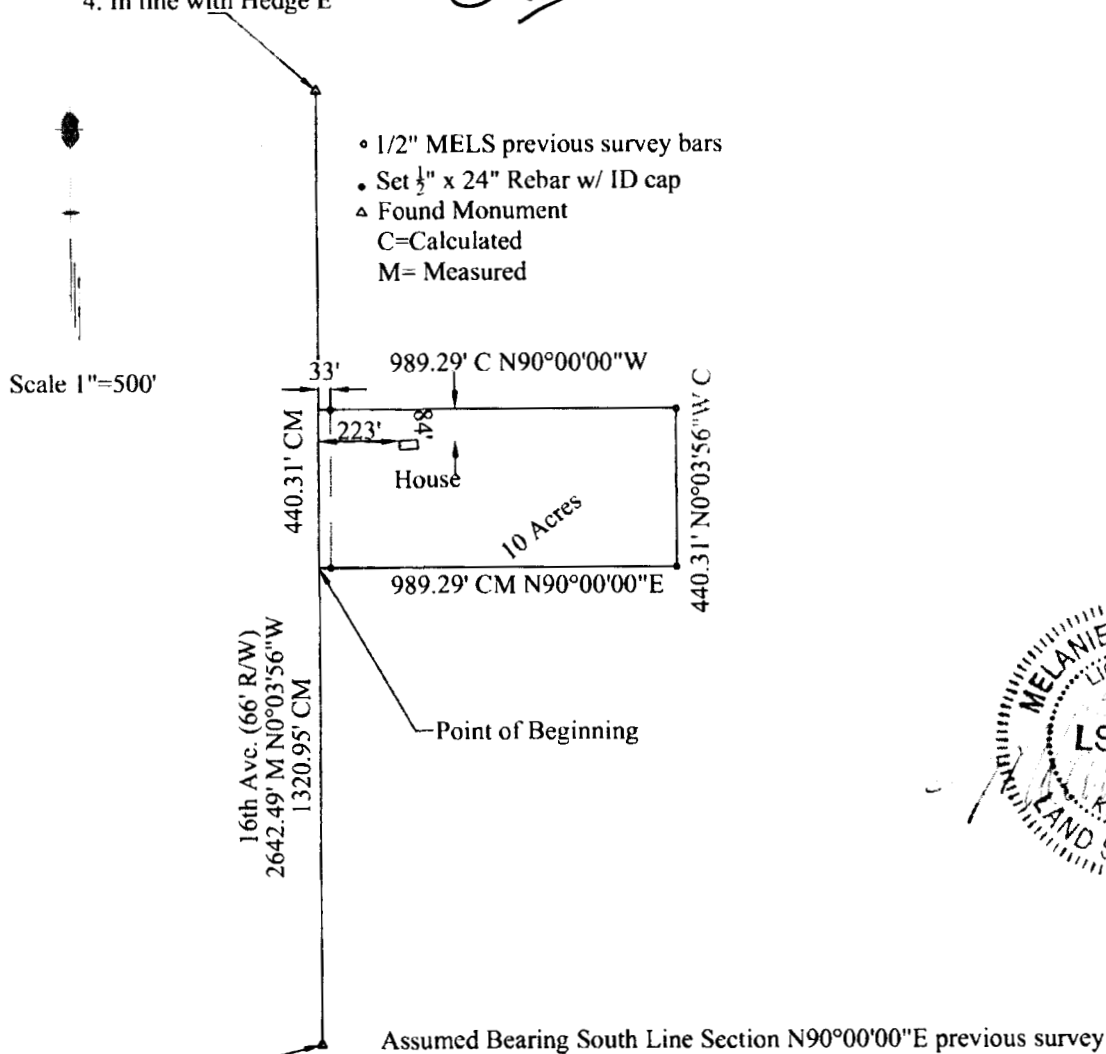 4. In line with Hedge E
° 1/2" MELS previous survey bars
• Set ½" x 24" Rebar w/ ID cap
△ Found Monument
C=Calculated
M= Measured
Scale 1"=500'
33'
989.29' C N90°00'00"W
440.31' CM
223'
84'
House
10 Acres
440.31' N0°03'56"W C
989.29' CM N90°00'00"E
16th Ave. (66' R/W)
2642.49' M N0°03'56"W
1320.95' CM
Point of Beginning
MELANIE
LS
LAND S
Assumed Bearing South Line Section N90°00'00"E previous survey